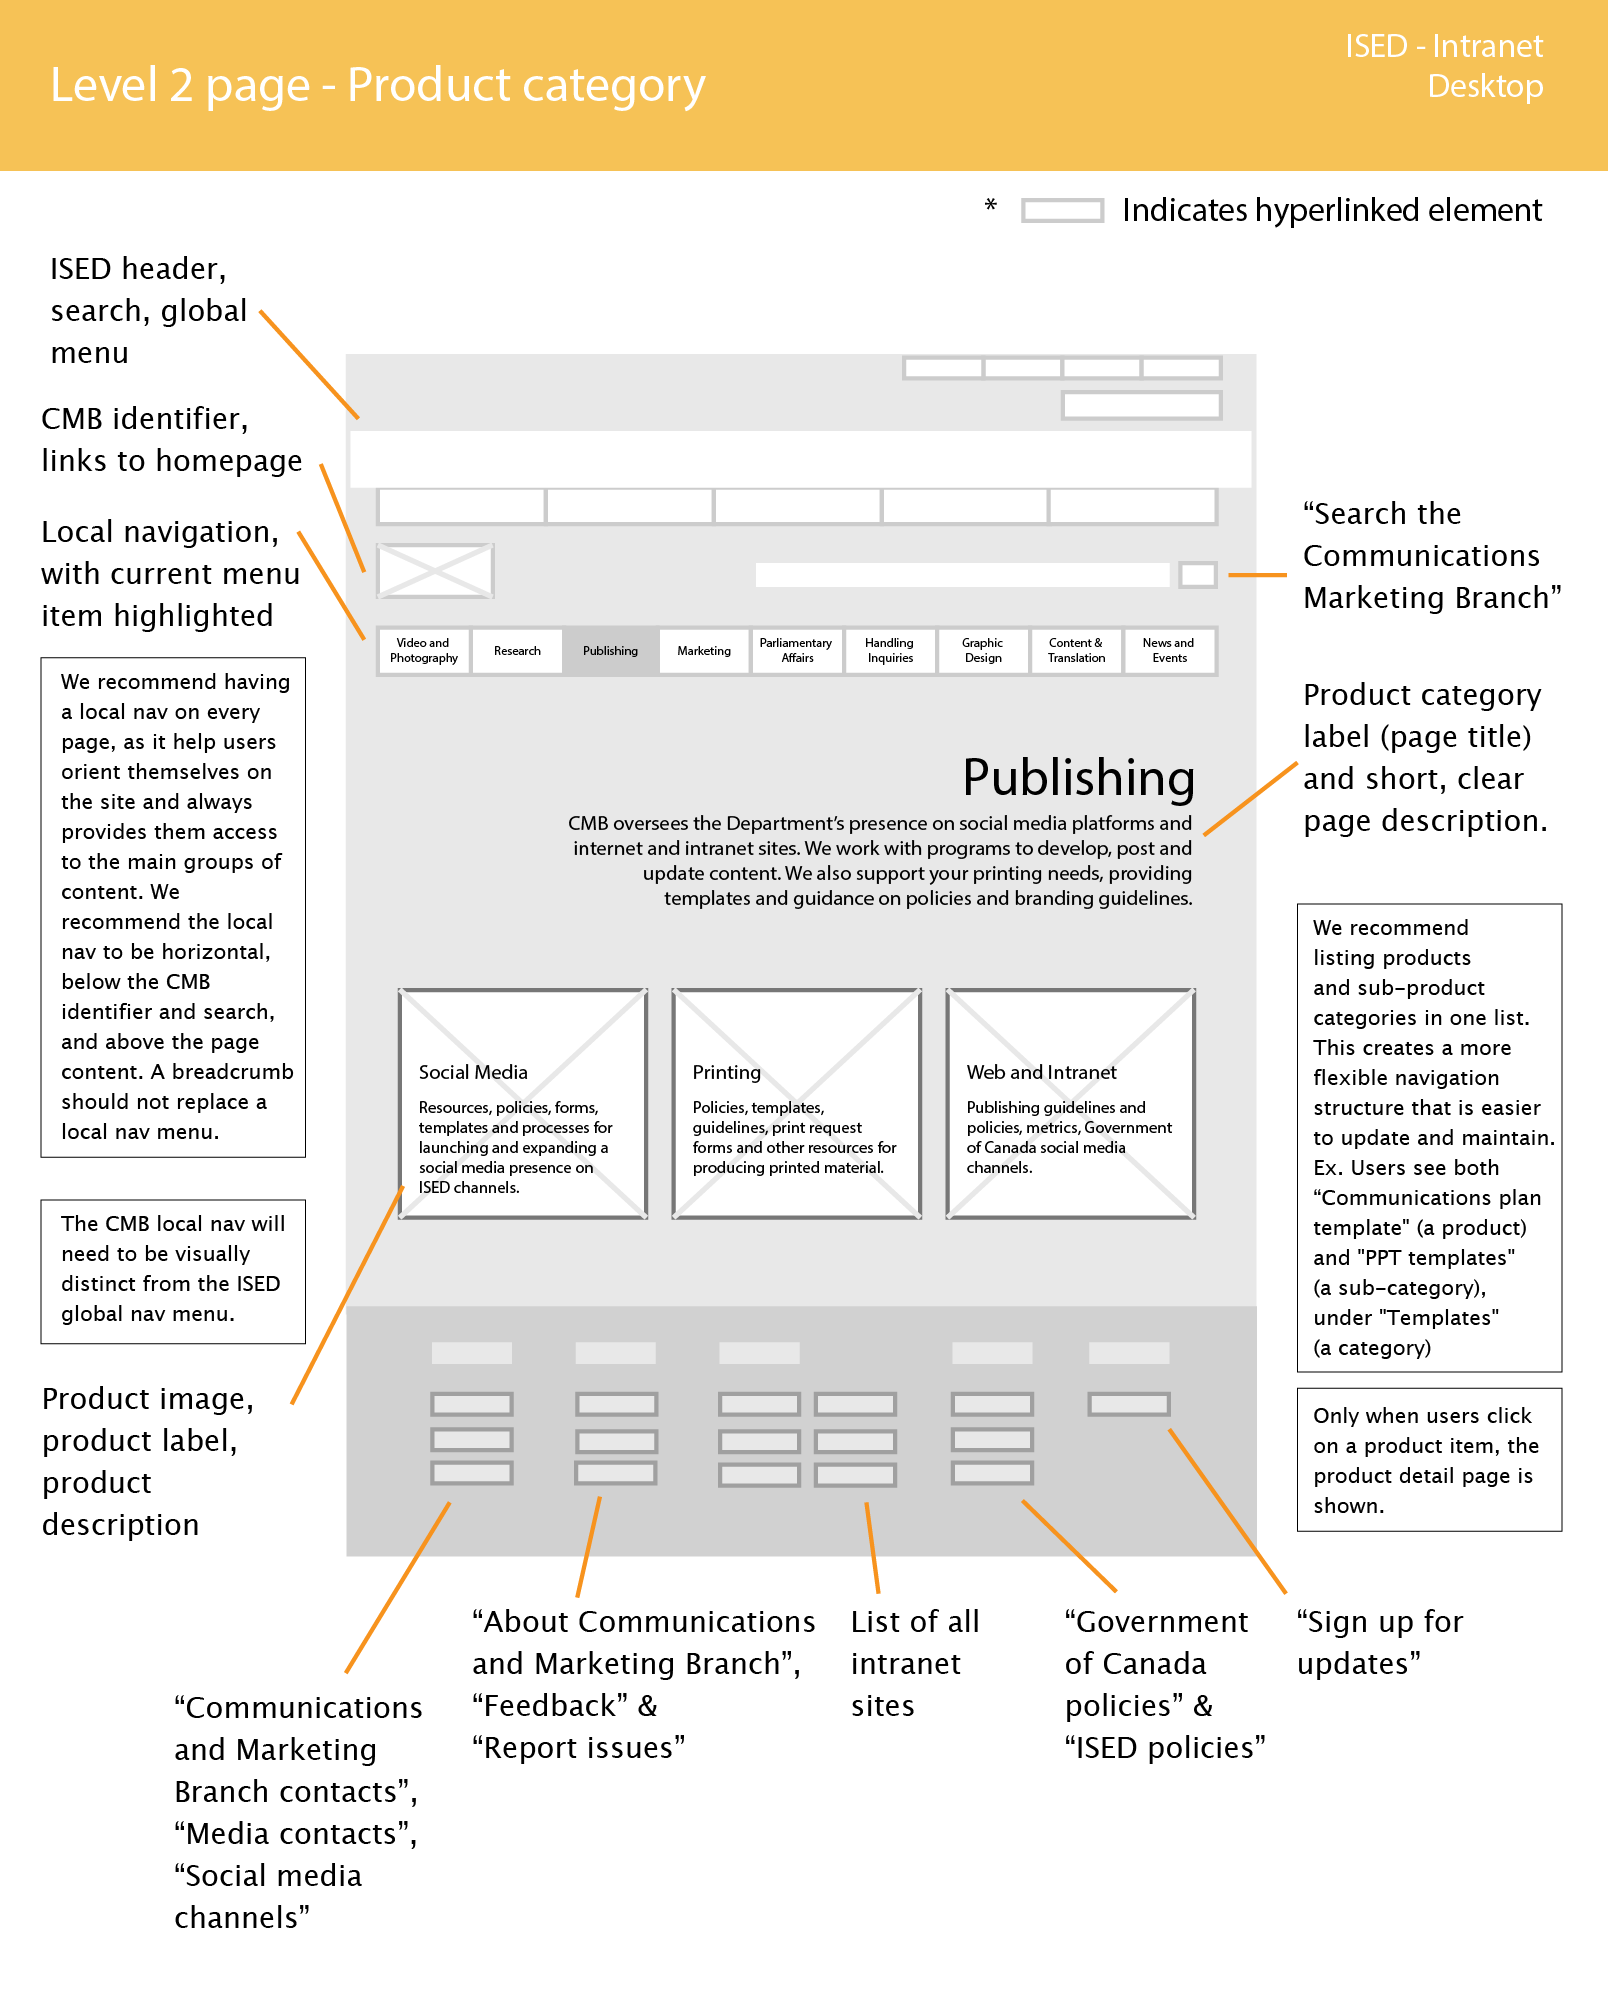 Level 2 page - Product category
ISED - Intranet
Desktop
* Indicates hyperlinked element
ISED header,
search, global
menu
CMB identifier,
links to homepage
Local navigation,
with current menu
item highlighted
We recommend having
a local nav on every
page, as it help users
orient themselves on
the site and always
provides them access
to the main groups of
content. We
recommend the local
nav to be horizontal,
below the CMB
identifier and search,
and above the page
content. A breadcrumb
should not replace a
local nav menu.
The CMB local nav will
need to be visually
distinct from the ISED
global nav menu.
Product image,
product label,
product
description
Video and
Photography
Research
Publishing
Marketing
Parliamentary
Affairs
Handling
Inquiries
Graphic
Design
Content &
Translation
News and
Events
Publishing
CMB oversees the Department’s presence on social media platforms and
internet and intranet sites. We work with programs to develop, post and
update content. We also support your printing needs, providing
templates and guidance on policies and branding guidelines.
Social Media
Resources, policies, forms,
templates and processes for
launching and expanding a
social media presence on
ISED channels.
Printing
Policies, templates,
guidelines, print request
forms and other resources for
producing printed material.
Web and Intranet
Publishing guidelines and
policies, metrics, Government
of Canada social media
channels.
“Search the
Communications
Marketing Branch”
Product category
label (page title)
and short, clear
page description.
We recommend
listing products
and sub-product
categories in one list.
This creates a more
flexible navigation
structure that is easier
to update and maintain.
Ex. Users see both
“Communications plan
template" (a product)
and "PPT templates"
(a sub-category),
under "Templates"
(a category)
Only when users click
on a product item, the
product detail page is
shown.
“Communications
and Marketing
Branch contacts”,
“Media contacts”,
“Social media
channels”
“About Communications
and Marketing Branch”,
“Feedback” &
“Report issues”
List of all
intranet
sites
“Government
of Canada
policies” &
“ISED policies”
“Sign up for
updates”